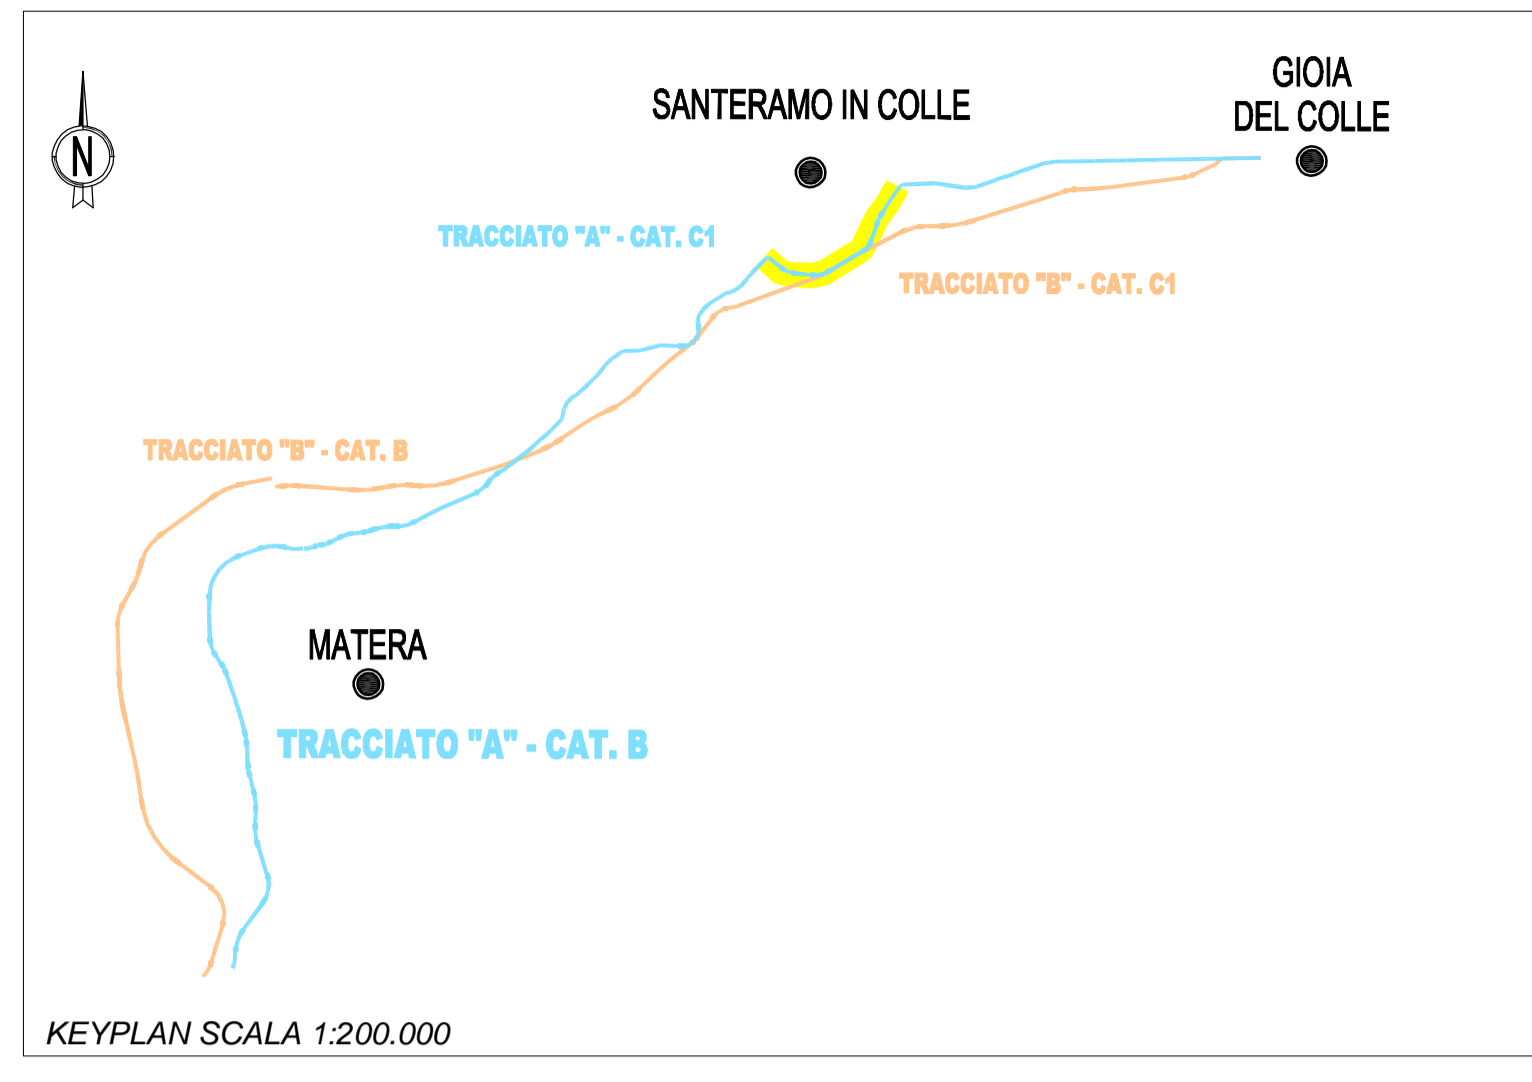 GIOIA
DEL COLLE
SANTERAMO IN COLLE
N
TRACCIATO "A" - CAT. C1
TRACCIATO "B" - CAT. C1
TRACCIATO "B" - CAT. B
MATERA
TRACCIATO "A" - CAT. B
KEYPLAN SCALA 1:200.000